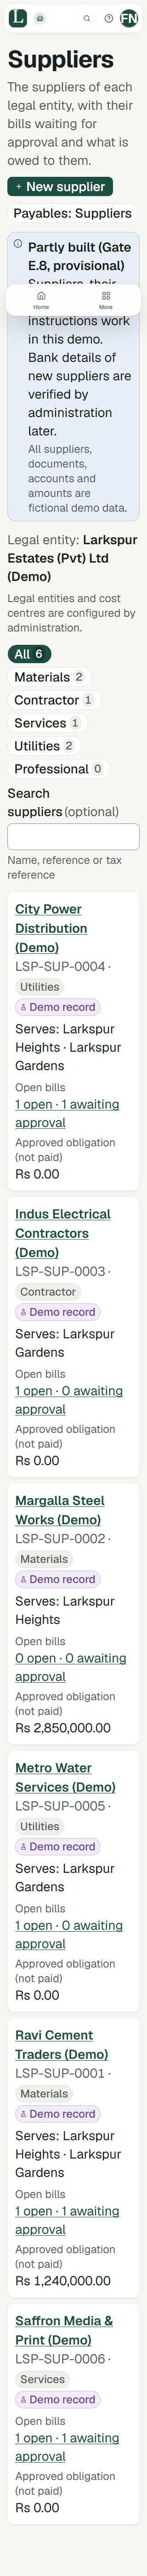 L
FN
Suppliers
The suppliers of each
legal entity, with their
bills waiting for
approval and what is
owed to them.
+ New supplier
Payables: Suppliers
Partly built (Gate
E.8, provisional)
Home
More
instructions work
in this demo.
Bank details of
new suppliers are
verified by
administration
later.
All suppliers,
documents,
accounts and
amounts are
fictional demo data.
Legal entity: Larkspur
Estates (Pvt) Ltd
(Demo)
Legal entities and cost
centres are configured by
administration.
All 6
Materials 2
Contractor 1
Services 1
Utilities 2
Professional 0
Search
suppliers (optional)
Name, reference or tax
reference
City Power
Distribution
(Demo)
LSP-SUP-0004 ·
Utilities
Demo record
Serves: Larkspur
Heights · Larkspur
Gardens
Open bills
1 open · 1 awaiting
approval
Approved obligation
(not paid)
Rs 0.00
Indus Electrical
Contractors
(Demo)
LSP-SUP-0003 ·
Contractor
Demo record
Serves: Larkspur
Gardens
Open bills
1 open · 0 awaiting
approval
Approved obligation
(not paid)
Rs 0.00
Margalla Steel
Works (Demo)
LSP-SUP-0002 ·
Materials
Demo record
Serves: Larkspur
Heights
Open bills
0 open · 0 awaiting
approval
Approved obligation
(not paid)
Rs 2,850,000.00
Metro Water
Services (Demo)
LSP-SUP-0005 ·
Utilities
Demo record
Serves: Larkspur
Gardens
Open bills
1 open · 0 awaiting
approval
Approved obligation
(not paid)
Rs 0.00
Ravi Cement
Traders (Demo)
LSP-SUP-0001 ·
Materials
Demo record
Serves: Larkspur
Heights · Larkspur
Gardens
Open bills
1 open · 1 awaiting
approval
Approved obligation
(not paid)
Rs 1,240,000.00
Saffron Media &
Print (Demo)
LSP-SUP-0006 ·
Services
Demo record
Open bills
1 open · 1 awaiting
approval
Approved obligation
(not paid)
Rs 0.00